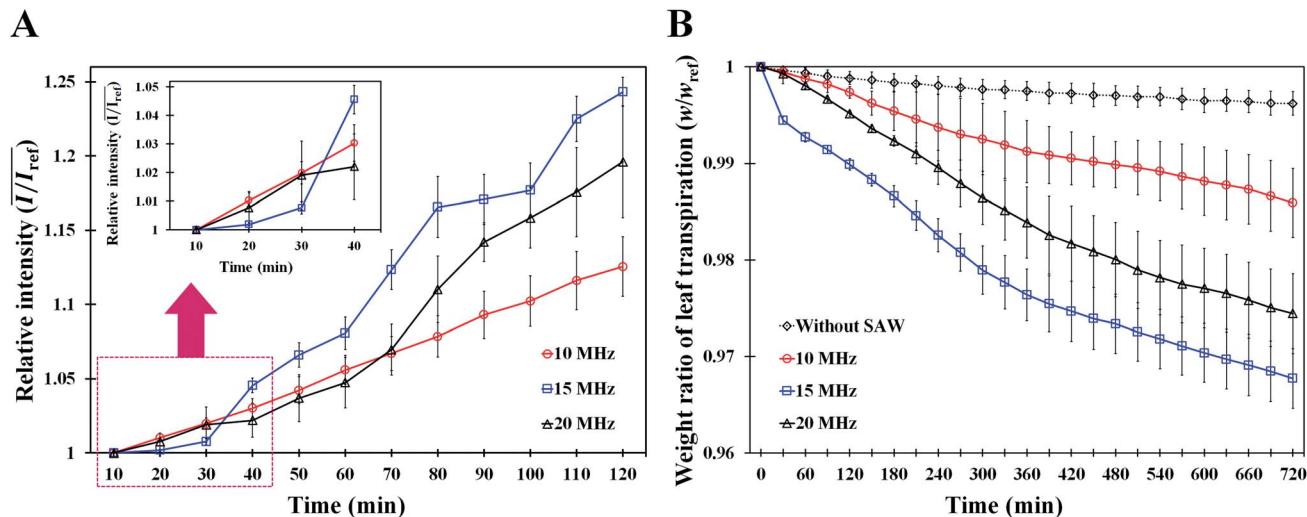 A
Relative intensity (I/I_ref)
1.25
1.2
1.15
1.1
1.05
1
10 20 30 40 50 60 70 80 90 100 110 120
Time (min)
Relative intensity (I/I_ref)
1.05
1.04
1.03
1.02
1.01
1
10 20 30 40
Time (min)
10 MHz
15 MHz
20 MHz
B
Weight ratio of leaf transpiration (w/w_ref)
1
0.99
0.98
0.97
0.96
0 60 120 180 240 300 360 420 480 540 600 660 720
Time (min)
Without SAW
10 MHz
15 MHz
20 MHz